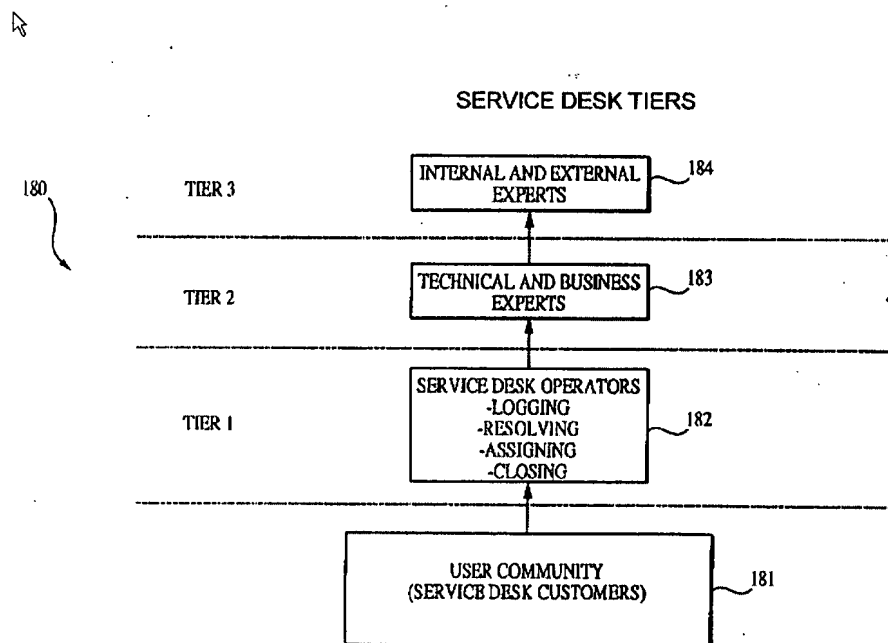 SERVICE DESK TIERS
180
TIER 3
INTERNAL AND EXTERNAL
EXPERTS
184
TIER 2
TECHNICAL AND BUSINESS
EXPERTS
183
TIER 1
SERVICE DESK OPERATORS
-LOGGING
-RESOLVING
-ASSIGNING
-CLOSING
182
USER COMMUNITY
(SERVICE DESK CUSTOMERS)
181